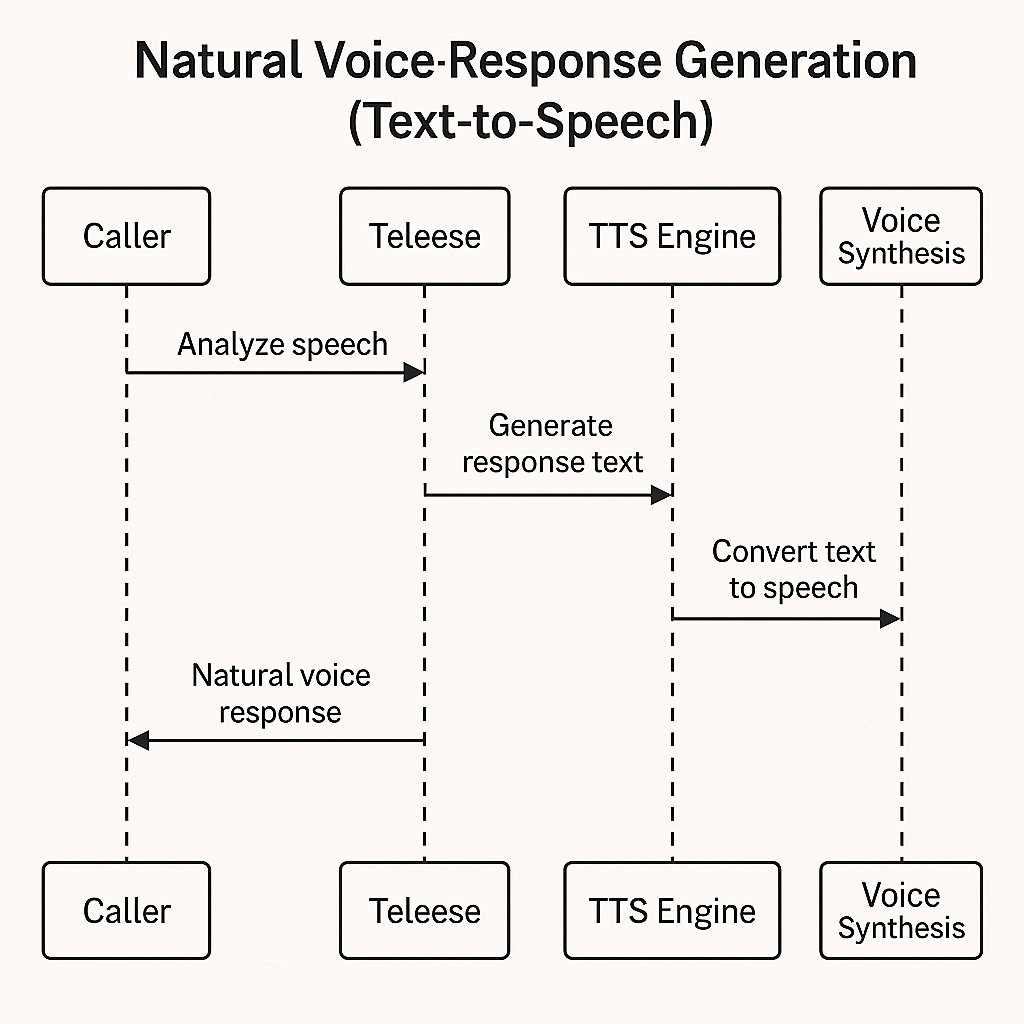 Natural Voice-Response Generation
(Text-to-Speech)
Caller
Teleese
TTS Engine
Voice
Synthesis
Analyze speech
Generate
response text
Convert text
to speech
Natural voice
response
Caller
Teleese
TTS Engine
Voice
Synthesis